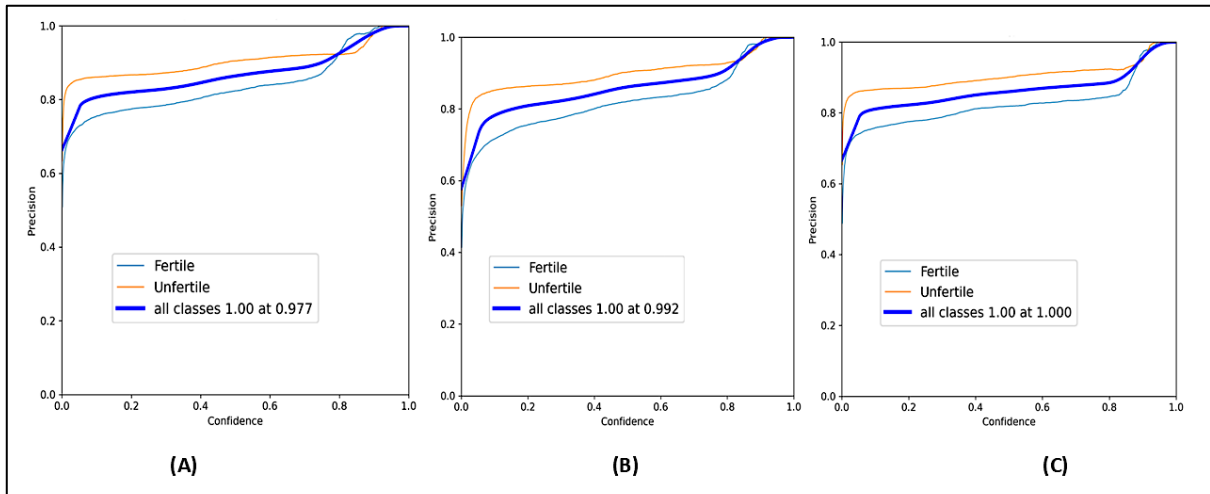 1.0
0.8
0.6
0.4
0.2
0.0
Precision
0.0 0.2 0.4 0.6 0.8 1.0
Confidence
Fertile
Unfertile
all classes 1.00 at 0.977
(A)
1.0
0.8
0.6
0.4
0.2
0.0
Precision
0.0 0.2 0.4 0.6 0.8 1.0
Confidence
Fertile
Unfertile
all classes 1.00 at 0.992
(B)
1.0
0.8
0.6
0.4
0.2
0.0
Precision
0.0 0.2 0.4 0.6 0.8 1.0
Confidence
Fertile
Unfertile
all classes 1.00 at 1.000
(C)